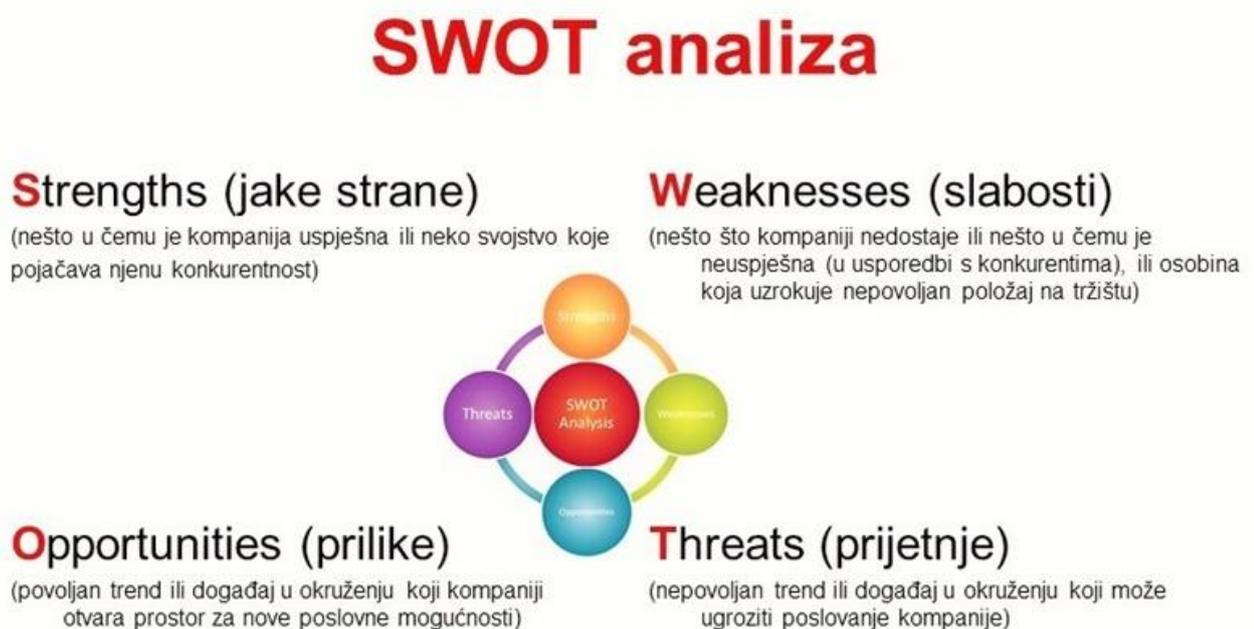 SWOT analiza
Strengths (jake strane)
(nešto u čemu je kompanija uspješna ili neko svojstvo koje
pojačava njenu konkurentnost)
Weaknesses (slabosti)
(nešto što kompaniji nedostaje ili nešto u čemu je
neuspješna (u usporedbi s konkurentima), ili osobina
koja uzrokuje nepovoljan položaj na tržištu)
Strengths
Threats
SWOT
Analysis
Weaknesses
Opportunities
Opportunities (prilike)
(povoljan trend ili događaj u okruženju koji kompaniji
otvara prostor za nove poslovne mogućnosti)
Threats (prijetnje)
(nepovoljan trend ili događaj u okruženju koji može
ugroziti poslovanje kompanije)